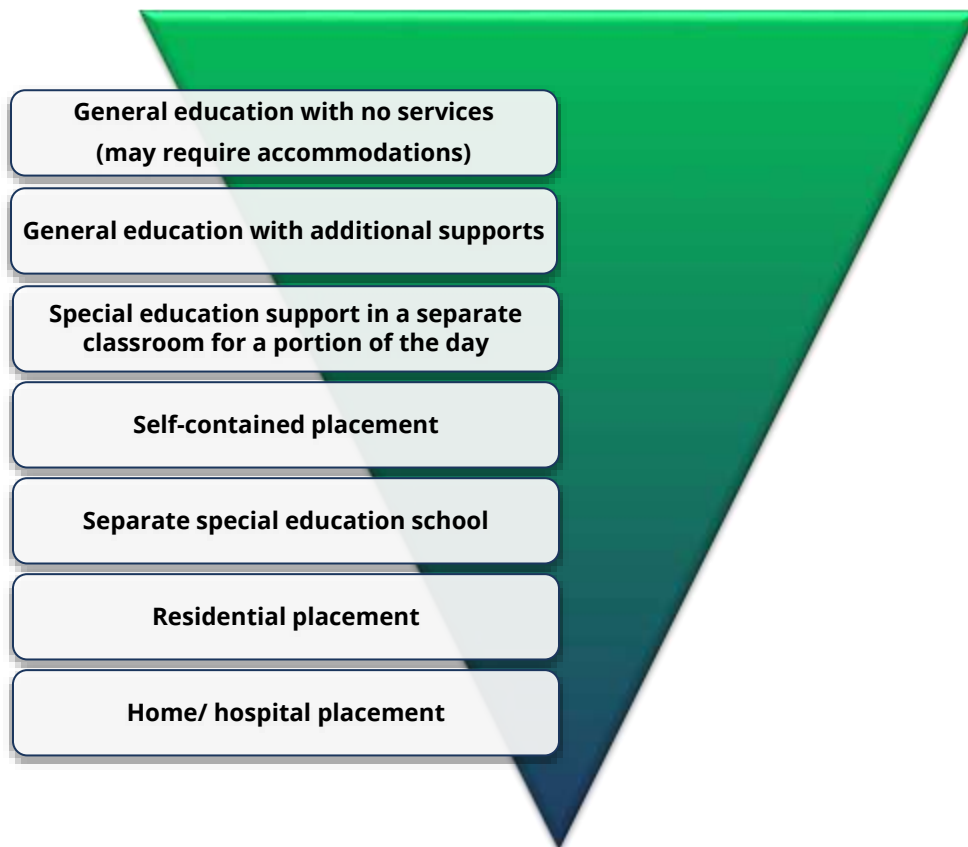 General education with no services
(may require accommodations)
General education with additional supports
Special education support in a separate
classroom for a portion of the day
Self-contained placement
Separate special education school
Residential placement
Home/ hospital placement